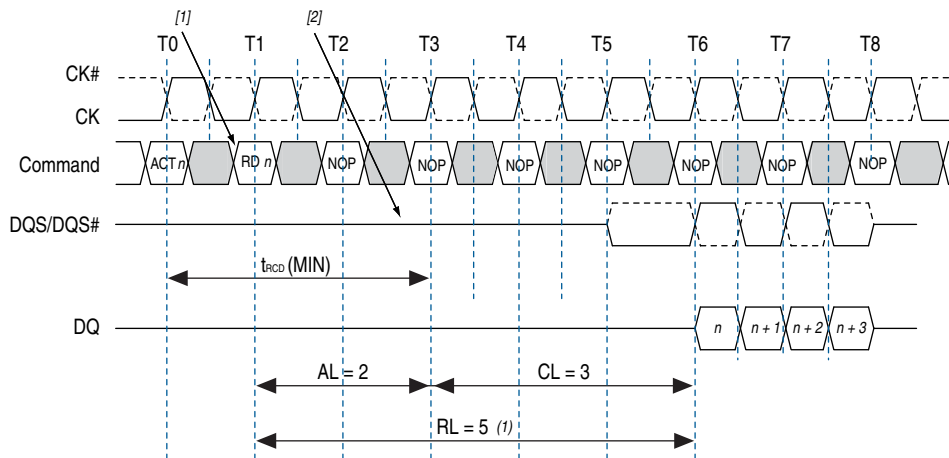 [1] [2]
T0 T1 T2 T3 T4 T5 T6 T7 T8
CK#
CK
Command ACT n RD n NOP NOP NOP NOP NOP NOP NOP
DQS/DQS#
tRCD (MIN)
DQ n n + 1 n + 2 n + 3
AL = 2 CL = 3
RL = 5 (1)